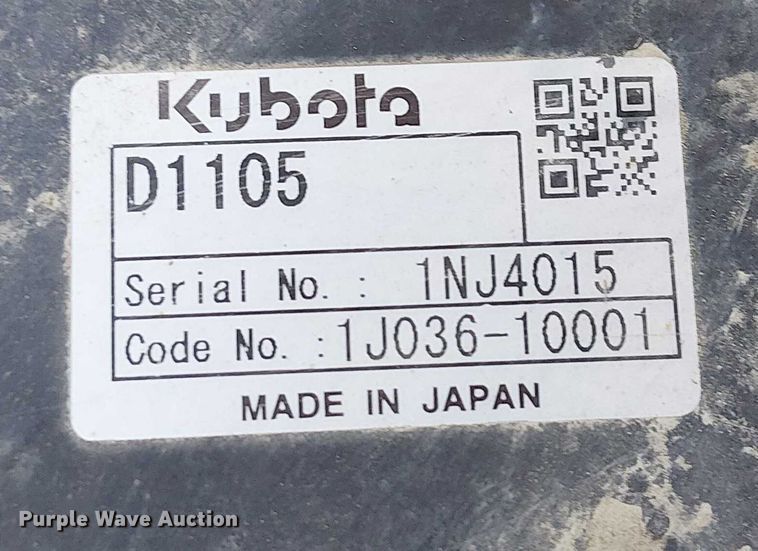 Kubota
D1105
Serial No. : 1NJ4015
Code No. : 1J036-10001
MADE IN JAPAN
Purple Wave Auction